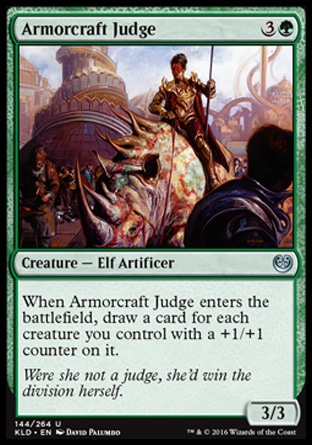 Armorcraft Judge 3
Creature — Elf Artificer
When Armorcraft Judge enters the
battlefield, draw a card for each
creature you control with a +1/+1
counter on it.
Were she not a judge, she'd win the
division herself.
3/3
144/264 U
KLD • EN DAVID PALUMBO
™ & © 2016 Wizards of the Coast